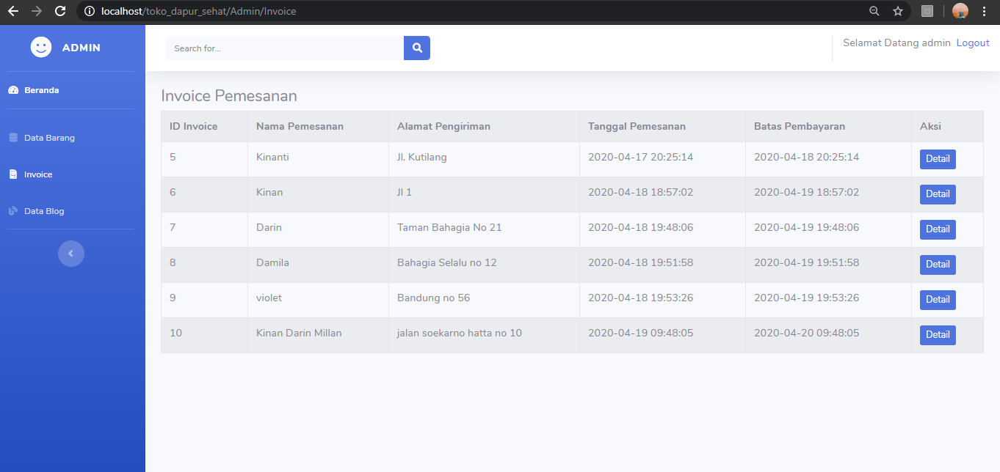 localhost/toko_dapur_sehat/Admin/Invoice
ADMIN
Beranda
Data Barang
Invoice
Data Blog
Search for...
Selamat Datang admin Logout
Invoice Pemesanan
ID Invoice Nama Pemesanan Alamat Pengiriman Tanggal Pemesanan Batas Pembayaran Aksi
5 Kinanti Jl. Kutilang 2020-04-17 20:25:14 2020-04-18 20:25:14 Detail
6 Kinan Jl 1 2020-04-18 18:57:02 2020-04-19 18:57:02 Detail
7 Darin Taman Bahagia No 21 2020-04-18 19:48:06 2020-04-19 19:48:06 Detail
8 Damila Bahagia Selalu no 12 2020-04-18 19:51:58 2020-04-19 19:51:58 Detail
9 violet Bandung no 56 2020-04-18 19:53:26 2020-04-19 19:53:26 Detail
10 Kinan Darin Millan jalan soekarno hatta no 10 2020-04-19 09:48:05 2020-04-20 09:48:05 Detail